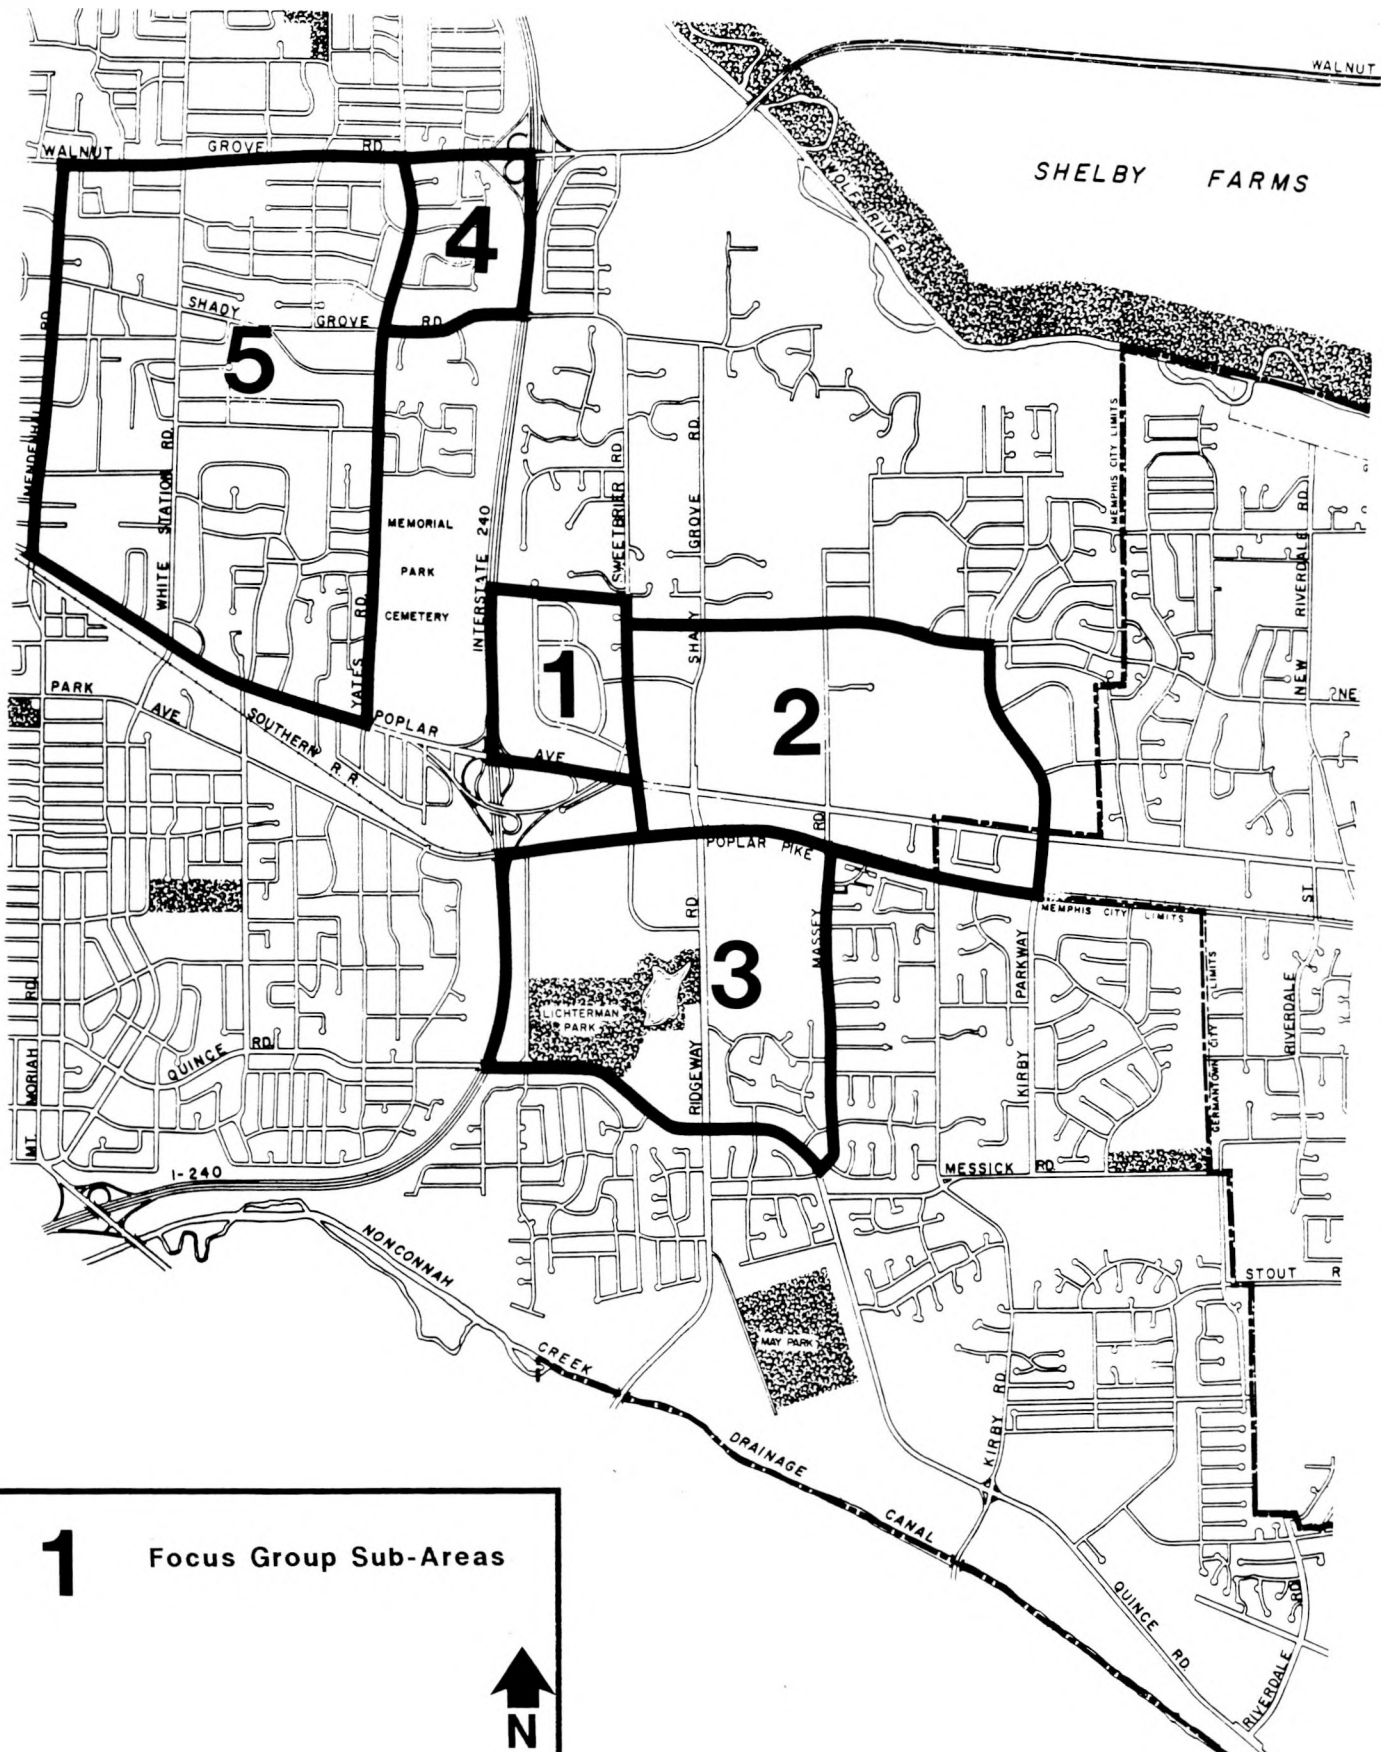 WALNUT
WALNUT GROVE RD.
SHELBY FARMS
WOLF RIVER
4
SHADY GROVE RD.
5
RD.
MENDENHALL
WHITE STATION RD.
MEMORIAL
PARK
CEMETERY
INTERSTATE 240
SWEETBRIER RD
SHADY GROVE RD
MEMPHIS CITY LIMITS
NEW RIVERDALE RD
YATES RD.
1
2
PARK AVE.
SOUTHERN R.R.
POPLAR AVE
POPLAR PIKE
MASSEY RD
MEMPHIS CITY LIMITS
ST.
3
LICHTERMAN
PARK
RIDGEWAY RD
KIRBY PARKWAY
GERMANTOWN CITY LIMITS
RIVERDALE
QUINCE RD.
MT. MORIAH RD.
I-240
MESSICK RD.
NONCONNAH CREEK
STOUT R
MAY PARK
KIRBY RD
DRAINAGE CANAL
QUINCE RD.
RIVERDALE RD.
1 Focus Group Sub-Areas
N